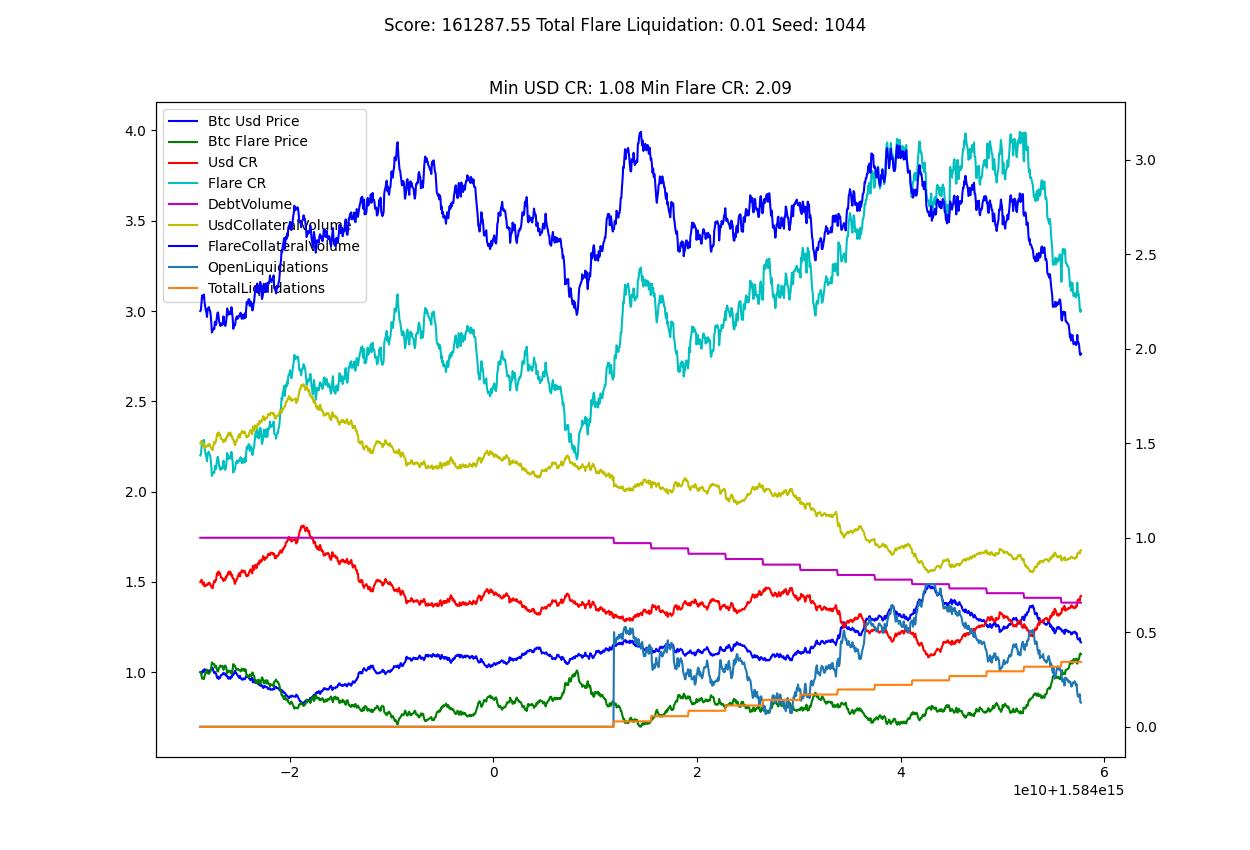 Score: 161287.55 Total Flare Liquidation: 0.01 Seed: 1044
Min USD CR: 1.08 Min Flare CR: 2.09
Btc Usd Price
Btc Flare Price
Usd CR
Flare CR
DebtVolume
UsdCollateralVolume
FlareCollateralVolume
OpenLiquidations
TotalLiquidations
4.0
3.5
3.0
2.5
2.0
1.5
1.0
3.0
2.5
2.0
1.5
1.0
0.5
0.0
−2
0
2
4
6
1e10+1.584e15